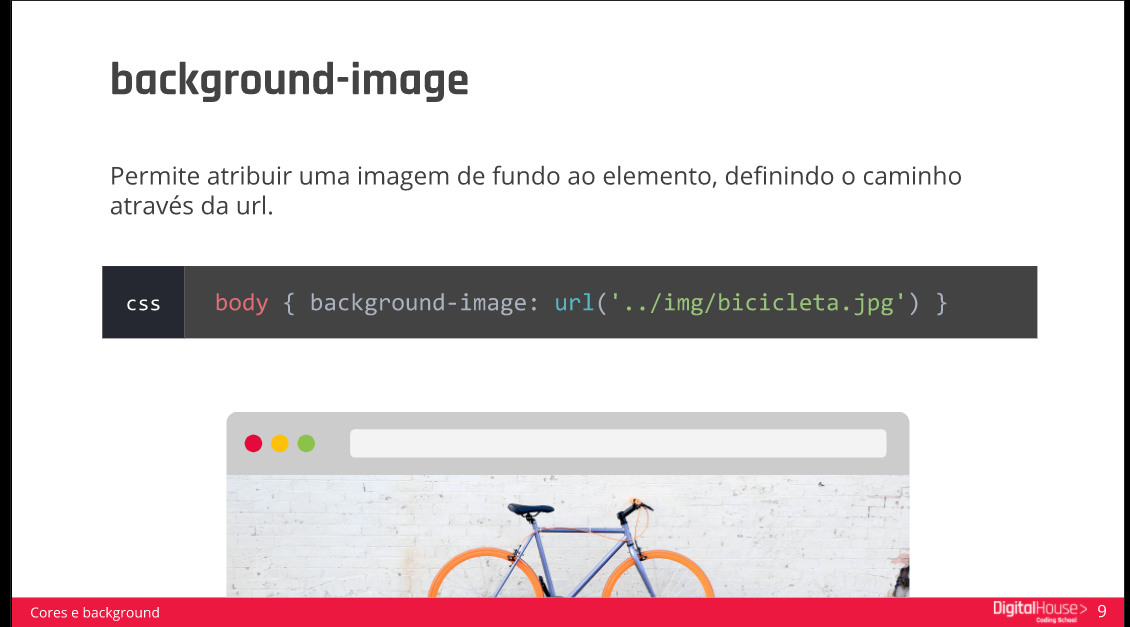 background-image
Permite atribuir uma imagem de fundo ao elemento, definindo o caminho
através da url.
css body { background-image: url('../img/bicicleta.jpg') }
Cores e background
DigitalHouse>
Coding School
9